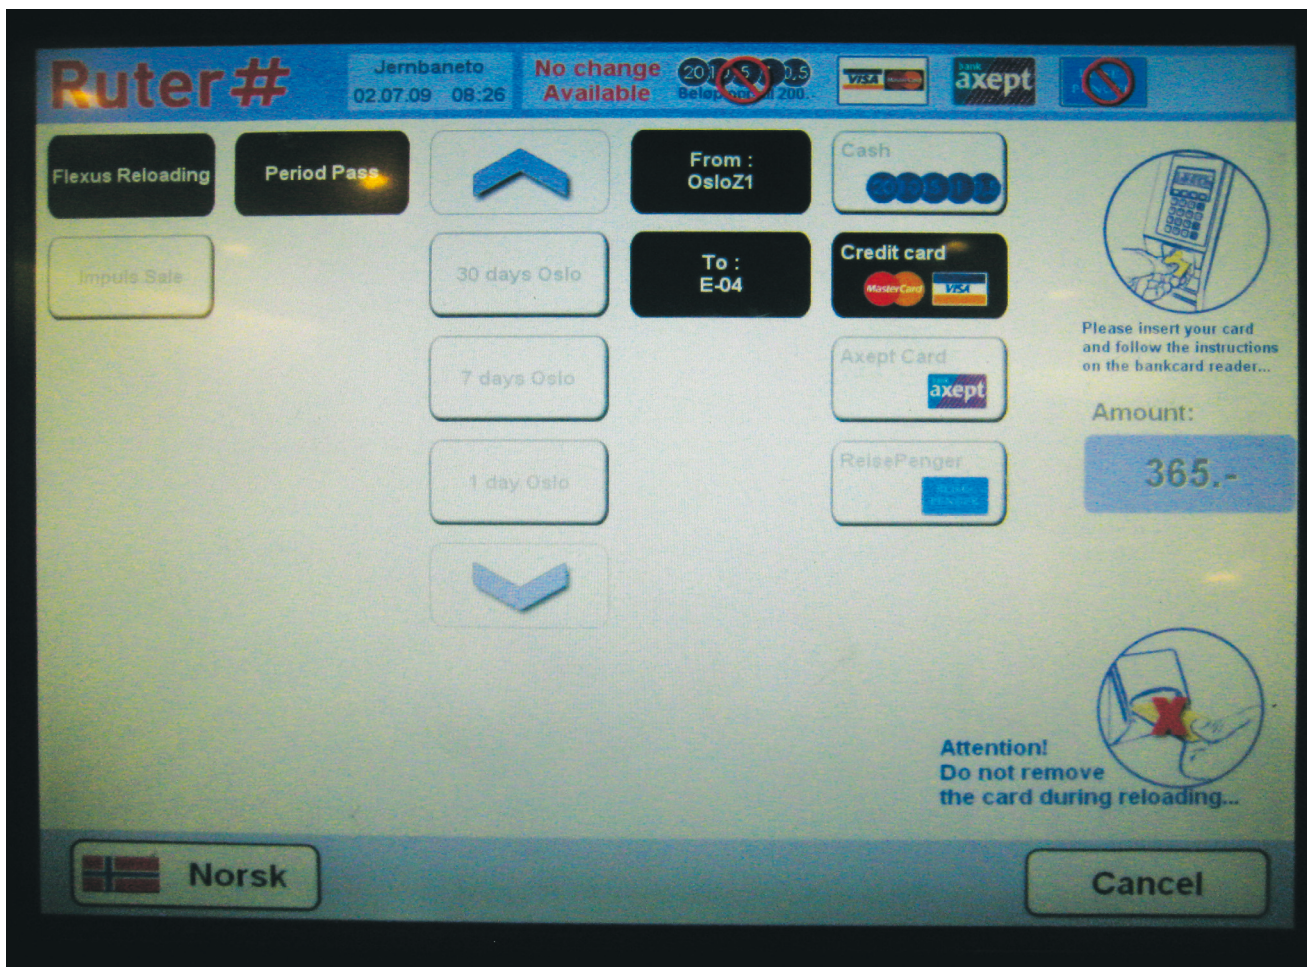 Ruter#
Jernbaneto
02.07.09 08:26
No change
Available
VISA
bank
axept
Flexus Reloading
Period Pass
From :
OsloZ1
Cash
Impuls Sale
30 days Oslo
To :
E-04
Credit card
MasterCard
VISA
Please insert your card
and follow the instructions
on the bankcard reader...
7 days Oslo
Axept Card
bank
axept
Amount:
1 day Oslo
ReisePenger
365.-
Attention!
Do not remove
the card during reloading...
Norsk
Cancel